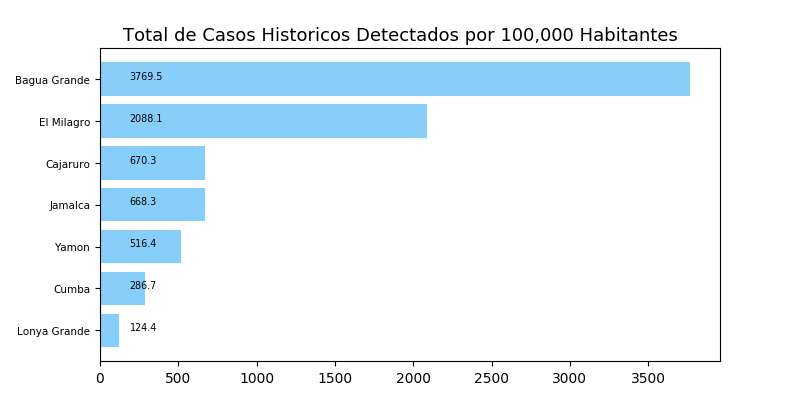 Total de Casos Historicos Detectados por 100,000 Habitantes
Bagua Grande 3769.5
El Milagro 2088.1
Cajaruro 670.3
Jamalca 668.3
Yamon 516.4
Cumba 286.7
Lonya Grande 124.4
0 500 1000 1500 2000 2500 3000 3500